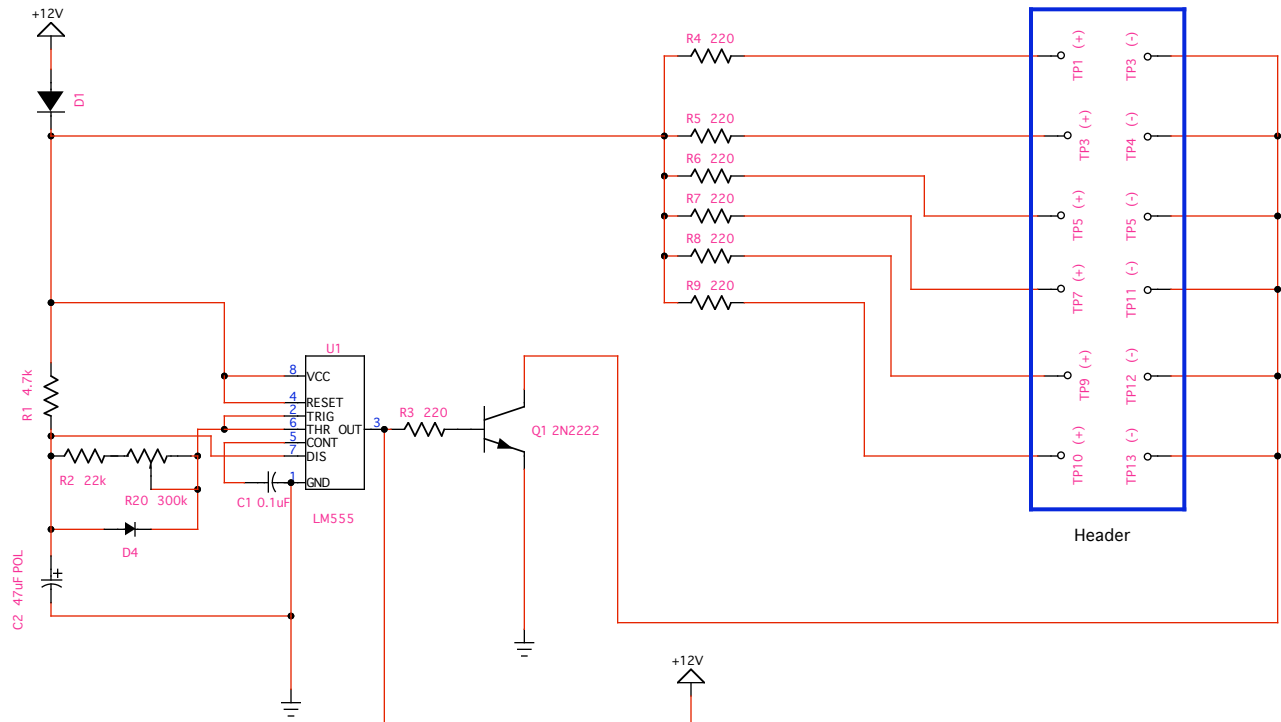 +12V
D1
R4 220
R5 220
R6 220
R7 220
R8 220
R9 220
TP1 (+)
TP3 (-)
TP3 (+)
TP4 (-)
TP5 (+)
TP5 (-)
TP7 (+)
TP11 (-)
TP9 (+)
TP12 (-)
TP10 (+)
TP13 (-)
Header
R1 4.7k
U1
8 VCC
4 RESET
2 TRIG
6 THR OUT 3
5 CONT
7 DIS
1 GND
LM555
R3 220
Q1 2N2222
R2 22k
R20 300k
C1 0.1uF
D4
C2 47uF POL
+
+12V